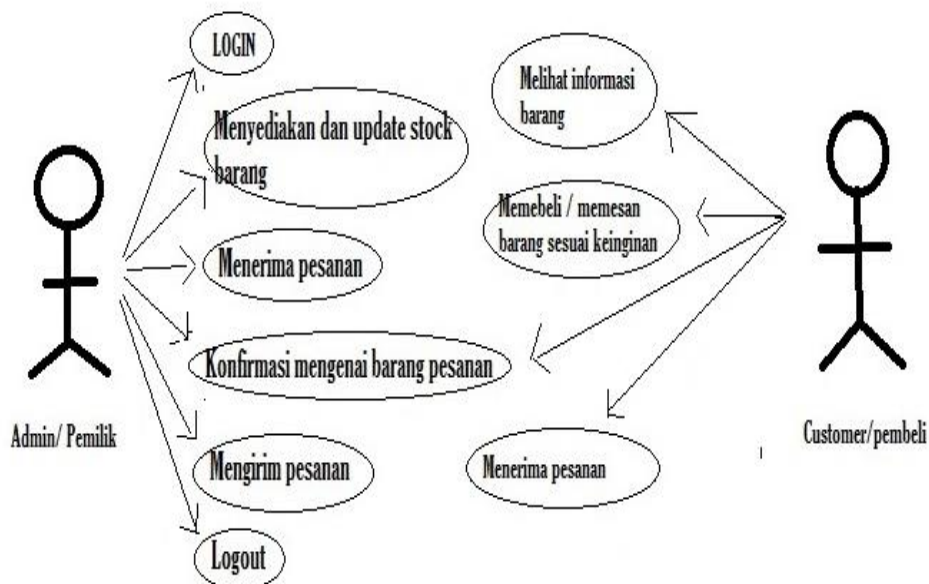 LOGIN
Menyediakan dan update stock
barang
Menerima pesanan
Konfirmasi mengenai barang pesanan
Mengirim pesanan
Logout
Admin/ Pemilik
Melihat informasi
barang
Memebeli / memesan
barang sesuai keinginan
Menerima pesanan
Customer/pembeli